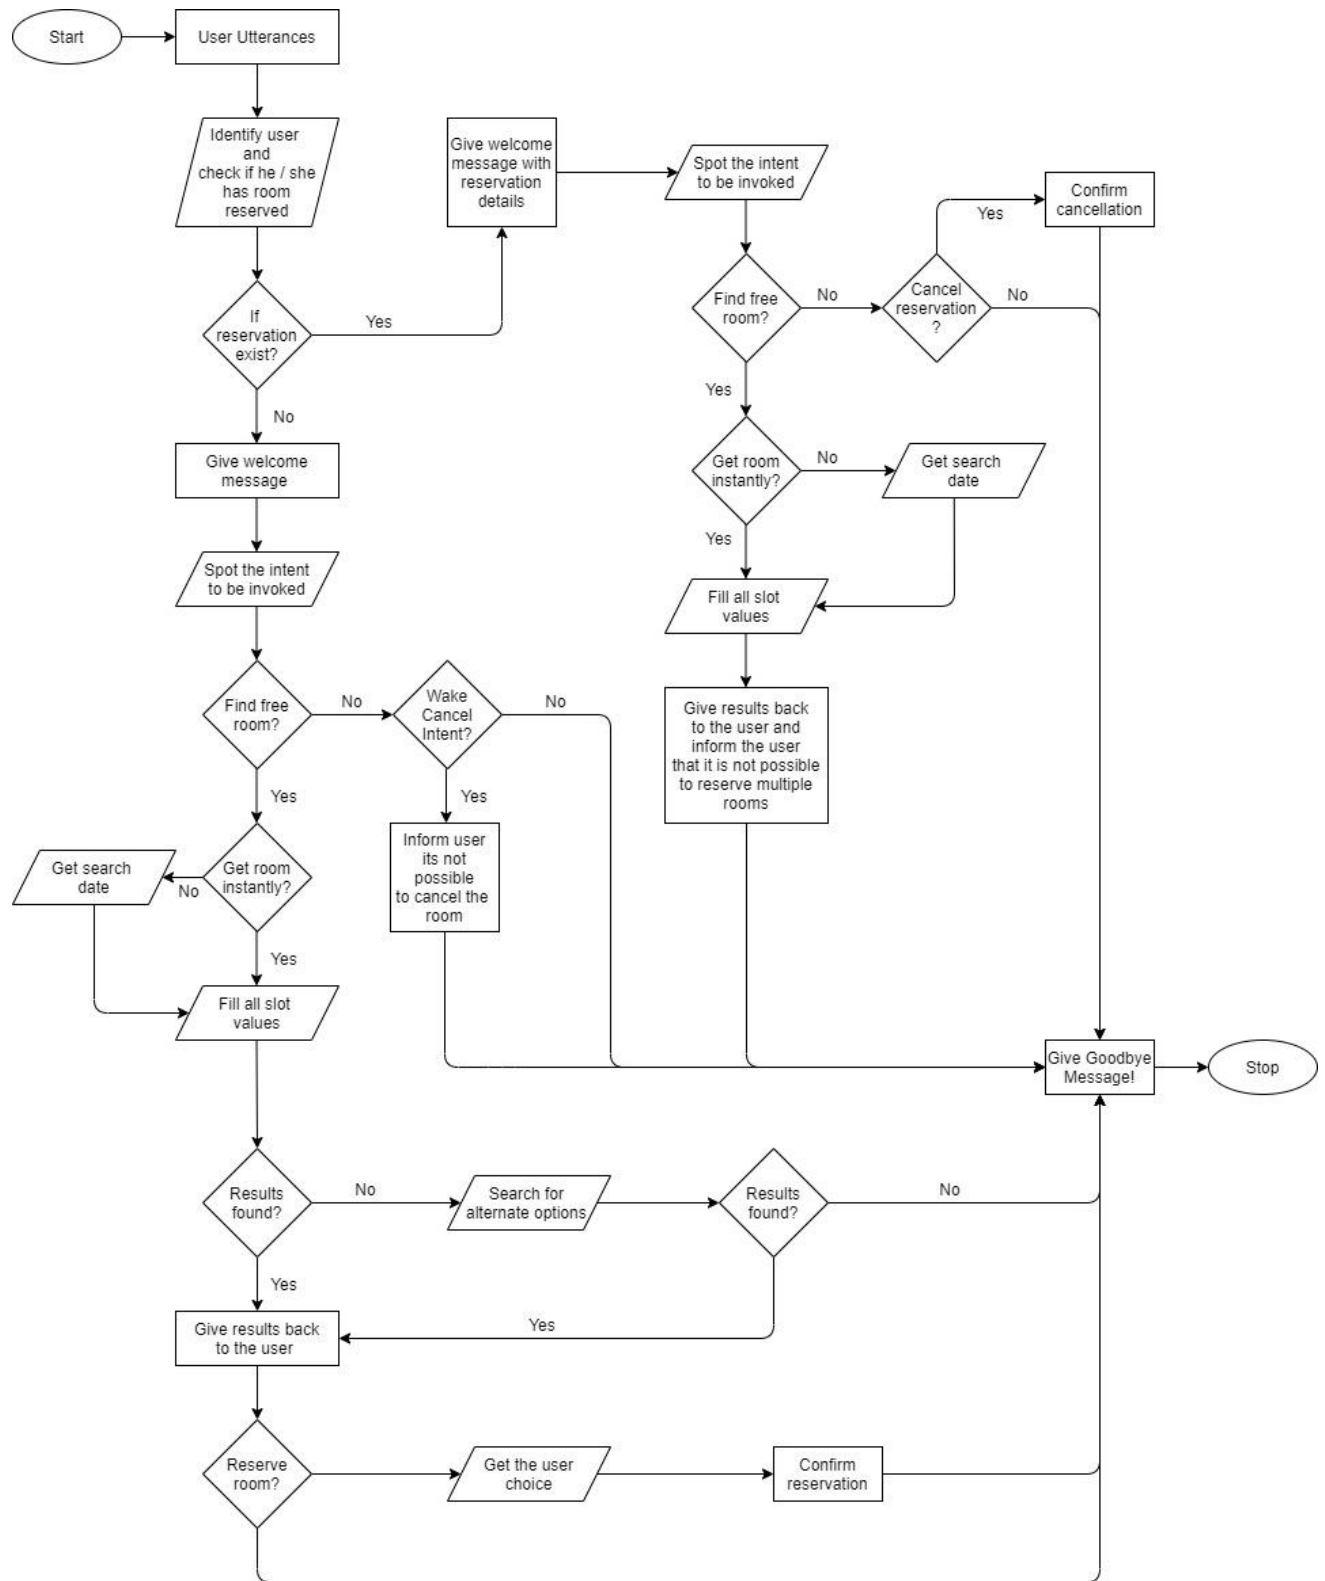 Start
User Utterances
Identify user
and
check if he / she
has room
reserved
Give welcome
message with
reservation
details
Spot the intent
to be invoked
Confirm
cancellation
Yes
Find free
room?
No
Cancel
reservation
?
No
If
reservation
exist?
Yes
Yes
No
Give welcome
message
Get room
instantly?
No
Get search
date
Yes
Spot the intent
to be invoked
Fill all slot
values
Find free
room?
No
Wake
Cancel
Intent?
No
Give results back
to the user and
inform the user
that it is not possible
to reserve multiple
rooms
Yes
Yes
Inform user
its not
possible
to cancel the
room
Get search
date
No
Get room
instantly?
Yes
Fill all slot
values
Give Goodbye
Message!
Stop
Results
found?
No
Search for
alternate options
Results
found?
No
Yes
Give results back
to the user
Yes
Reserve
room?
Get the user
choice
Confirm
reservation